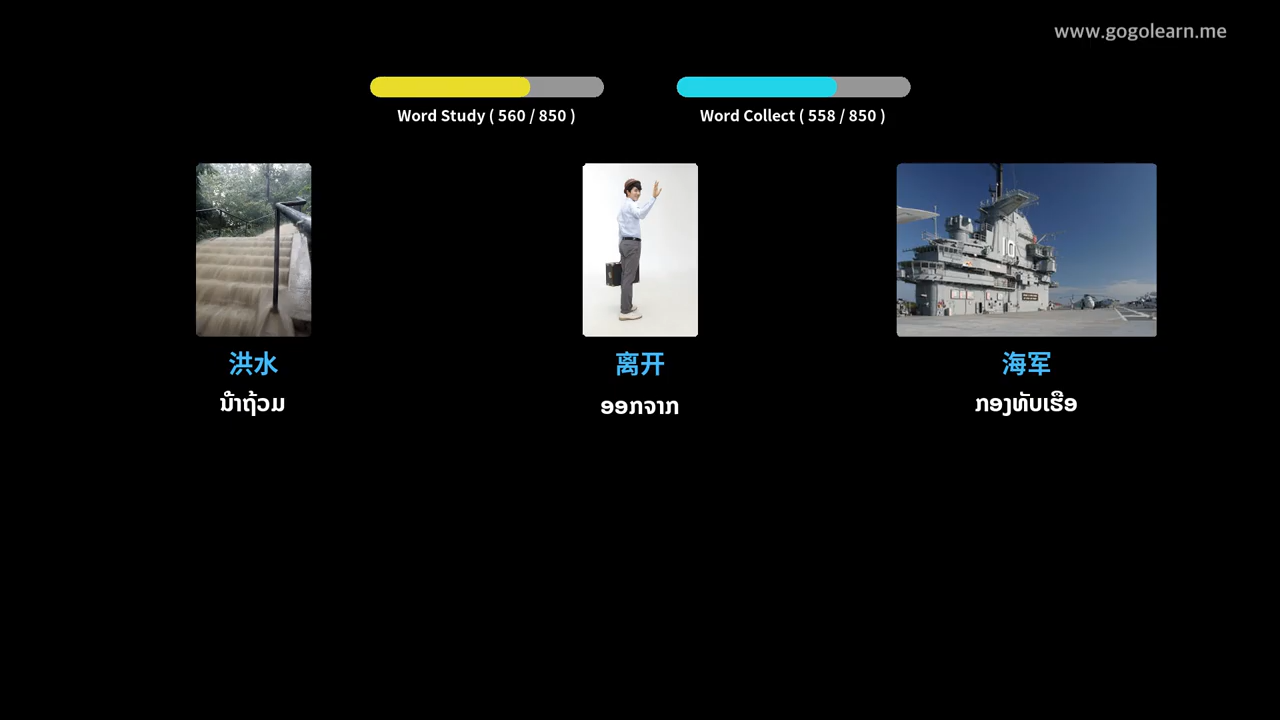 www.gogolearn.me
Word Study ( 560 / 850 )
Word Collect ( 558 / 850 )
10
洪水
离开
海军
ນ້ຳຖ້ວມ
ອອກຈາກ
ກອງທັບເຮືອ